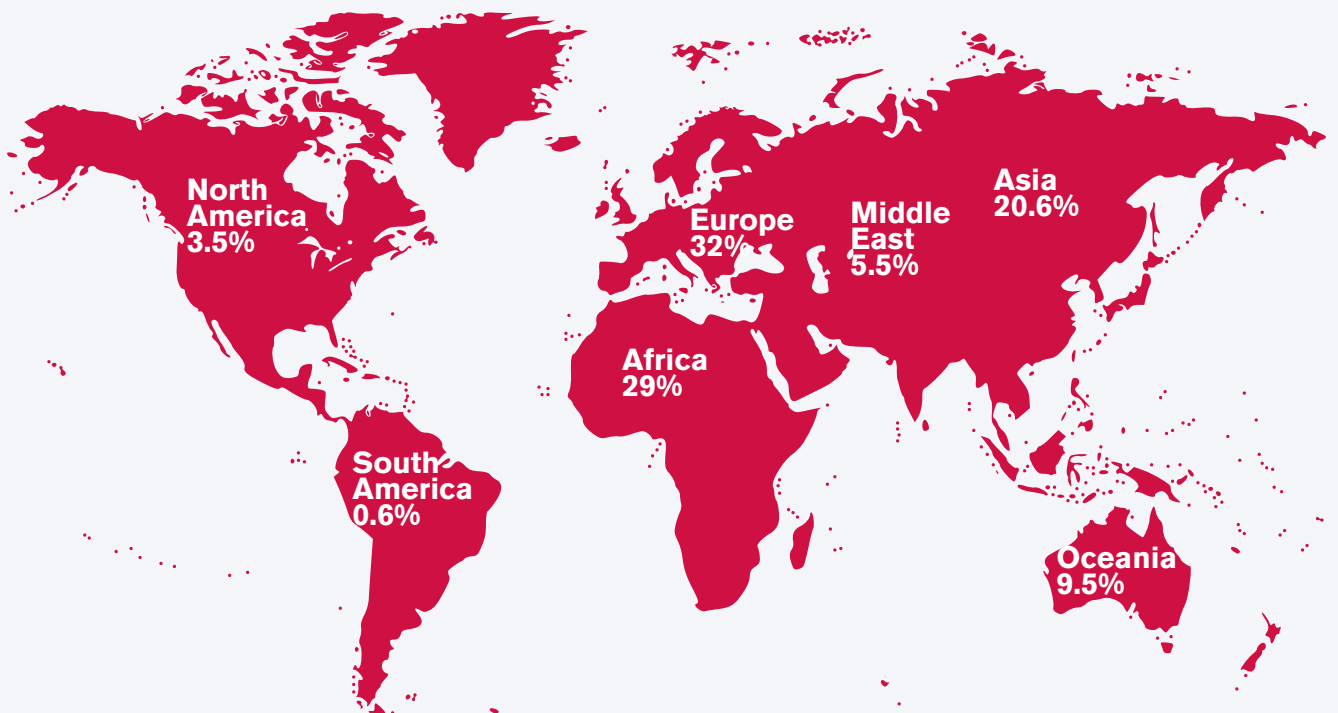 North
America
3.5%
Europe
32%
Middle
East
5.5%
Asia
20.6%
Africa
29%
South
America
0.6%
Oceania
9.5%